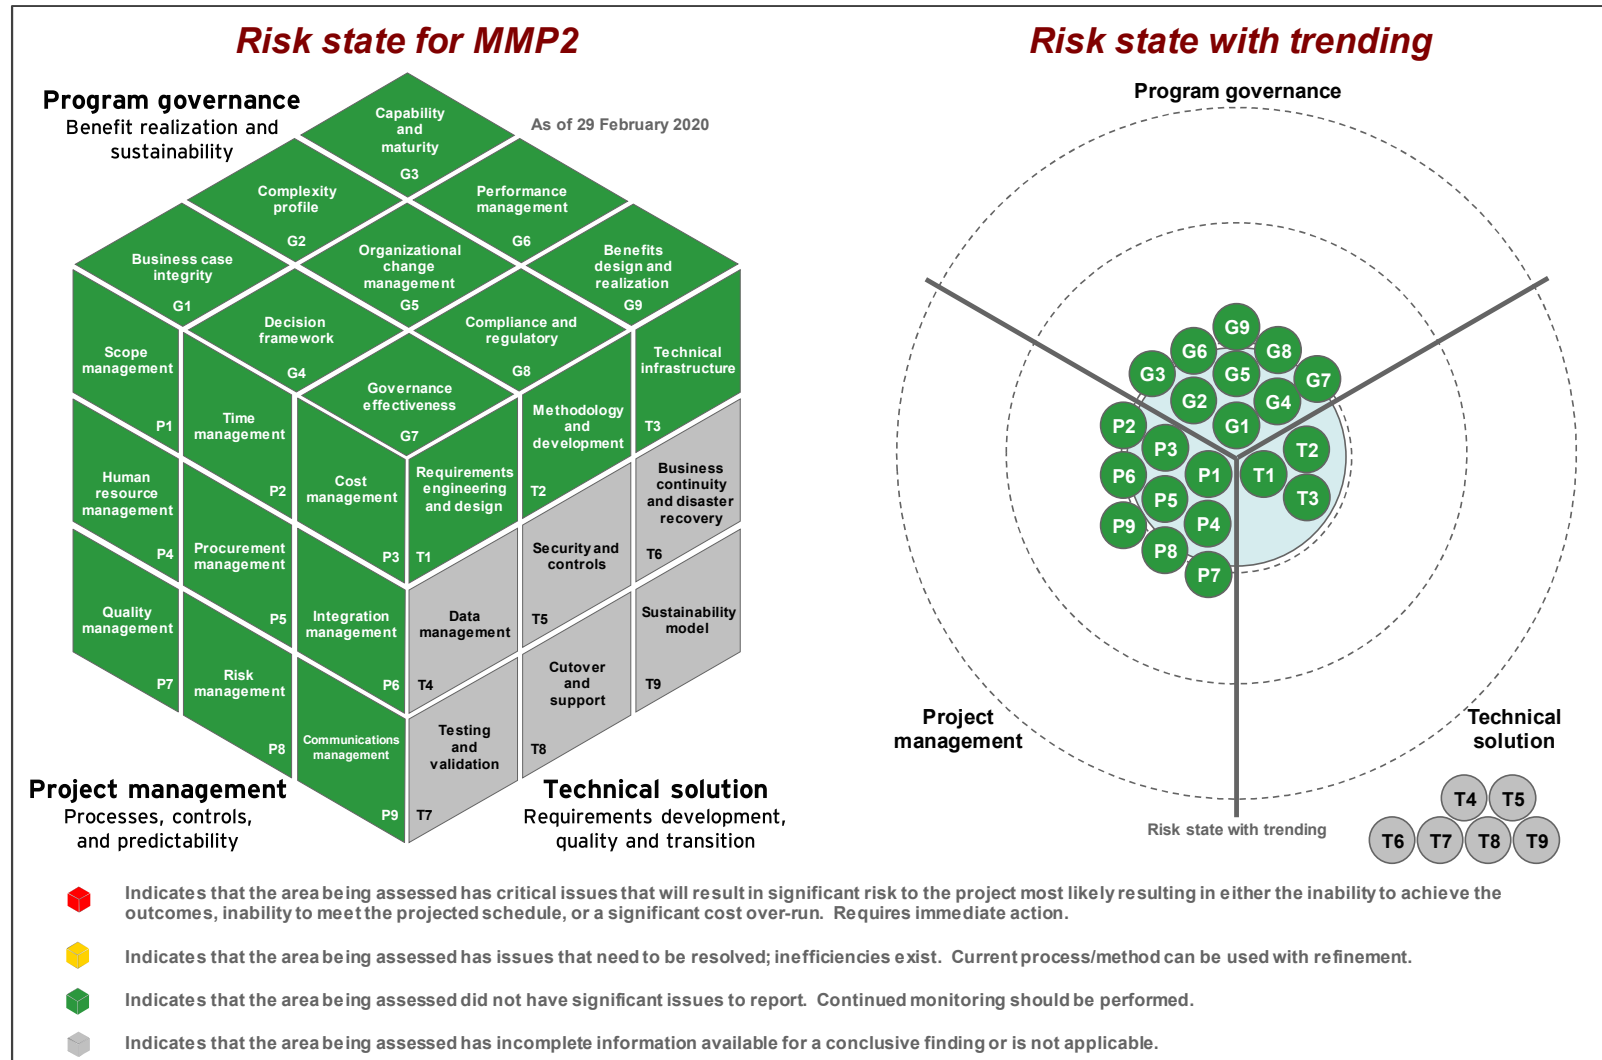 Risk state for MMP2
Program governance
Benefit realization and
sustainability
As of 29 February 2020
Capability
and
maturity
G3
Complexity
profile
G2
Performance
management
G6
Business case
integrity
G1
Organizational
change
management
G5
Benefits
design and
realization
G9
Decision
framework
G4
Compliance and
regulatory
G8
Governance
effectiveness
G7
Scope
management
P1
Time
management
P2
Cost
management
P3
Human
resource
management
P4
Procurement
management
P5
Integration
management
P6
Quality
management
P7
Risk
management
P8
Communications
management
P9
Requirements
engineering
and design
T1
Methodology
and
development
T2
Technical
infrastructure
T3
Data
management
T4
Security and
controls
T5
Business
continuity
and disaster
recovery
T6
Testing
and
validation
T7
Cutover
and
support
T8
Sustainability
model
T9
Project management
Processes, controls,
and predictability
Technical solution
Requirements development,
quality and transition
Risk state with trending
Program governance
G9
G6
G8
G3
G5
G7
G2
G4
G1
P2
P3
P6
P1
P5
P4
P9
P8
P7
T2
T1
T3
Project
management
Technical
solution
Risk state with trending
T4
T5
T6
T7
T8
T9
Indicates that the area being assessed has critical issues that will result in significant risk to the project most likely resulting in either the inability to achieve the
outcomes, inability to meet the projected schedule, or a significant cost over-run. Requires immediate action.
Indicates that the area being assessed has issues that need to be resolved; inefficiencies exist. Current process/method can be used with refinement.
Indicates that the area being assessed did not have significant issues to report. Continued monitoring should be performed.
Indicates that the area being assessed has incomplete information available for a conclusive finding or is not applicable.